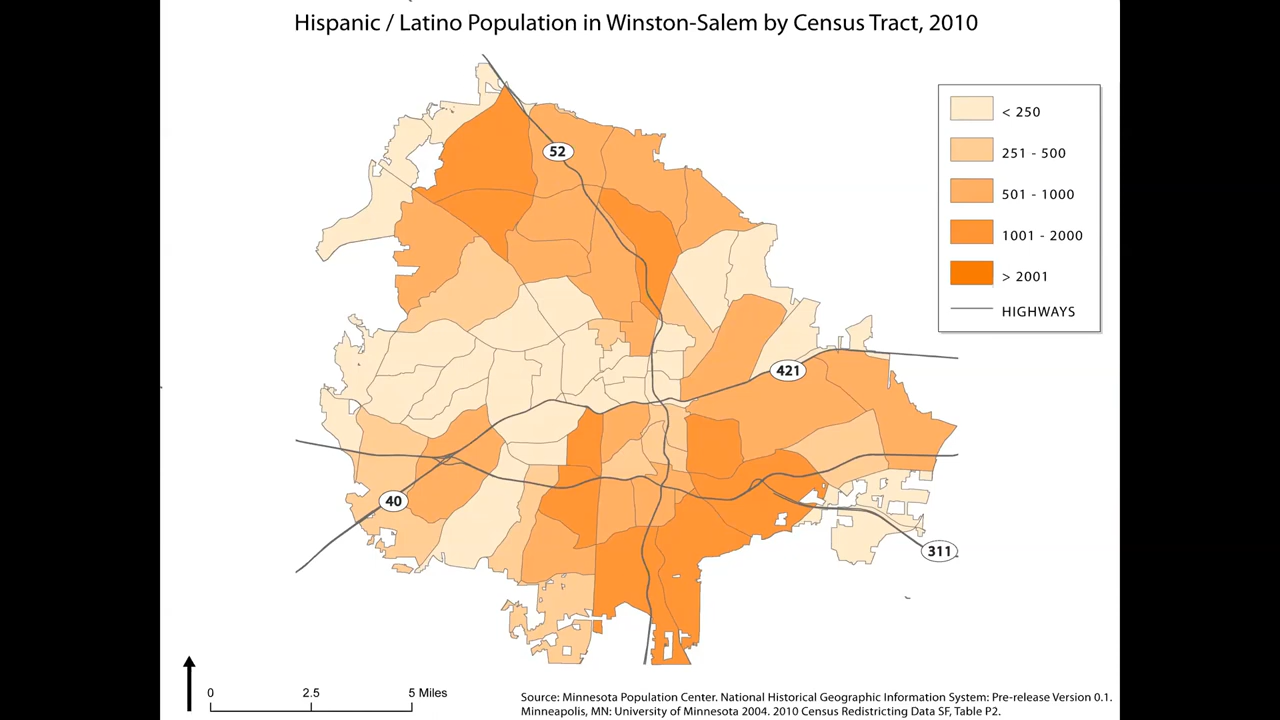 Hispanic / Latino Population in Winston-Salem by Census Tract, 2010
< 250
251 - 500
501 - 1000
1001 - 2000
> 2001
HIGHWAYS
52
421
40
311
0 2.5 5 Miles
Source: Minnesota Population Center. National Historical Geographic Information System: Pre-release Version 0.1.
Minneapolis, MN: University of Minnesota 2004. 2010 Census Redistricting Data SF, Table P2.